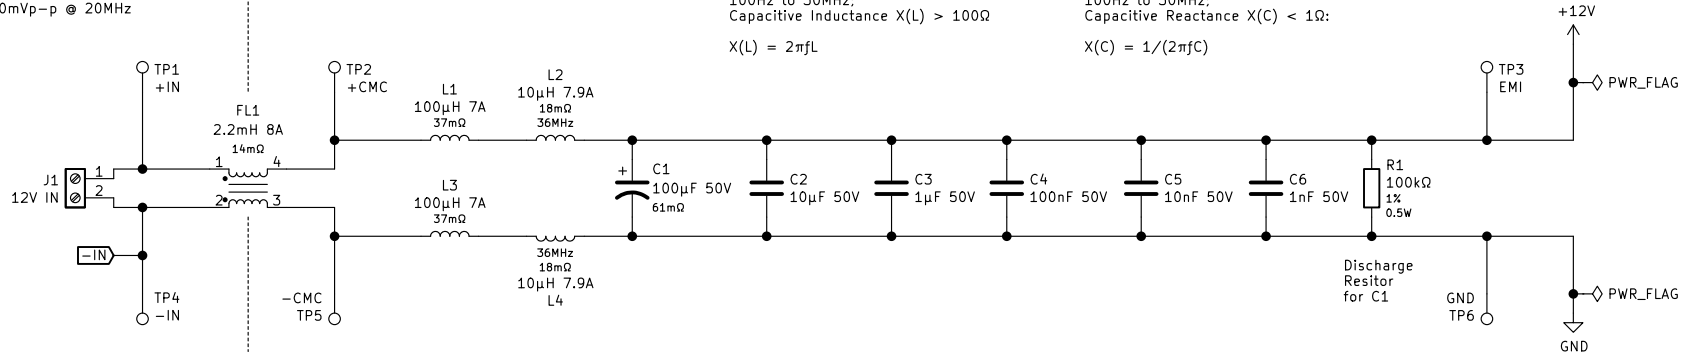 0mVp-p @ 20MHz
100Hz to 30MHz,
Capacitive Inductance X(L) > 100Ω
X(L) = 2πƒL
100Hz to 30MHz,
Capacitive Reactance X(C) < 1Ω:
X(C) = 1/(2πƒC)
+12V
PWR_FLAG
TP1
+IN
TP2
+CMC
TP3
EMI
FL1
2.2mH 8A
14mΩ
1
4
2
3
L1
100µH 7A
37mΩ
L2
10µH 7.9A
18mΩ
36MHz
J1
12V IN
1
2
L3
100µH 7A
37mΩ
36MHz
18mΩ
10µH 7.9A
L4
+
C1
100µF 50V
61mΩ
C2
10µF 50V
C3
1µF 50V
C4
100nF 50V
C5
10nF 50V
C6
1nF 50V
R1
100kΩ
1%
0.5W
-IN
TP4
-IN
-CMC
TP5
Discharge
Resitor
for C1
GND
TP6
PWR_FLAG
GND